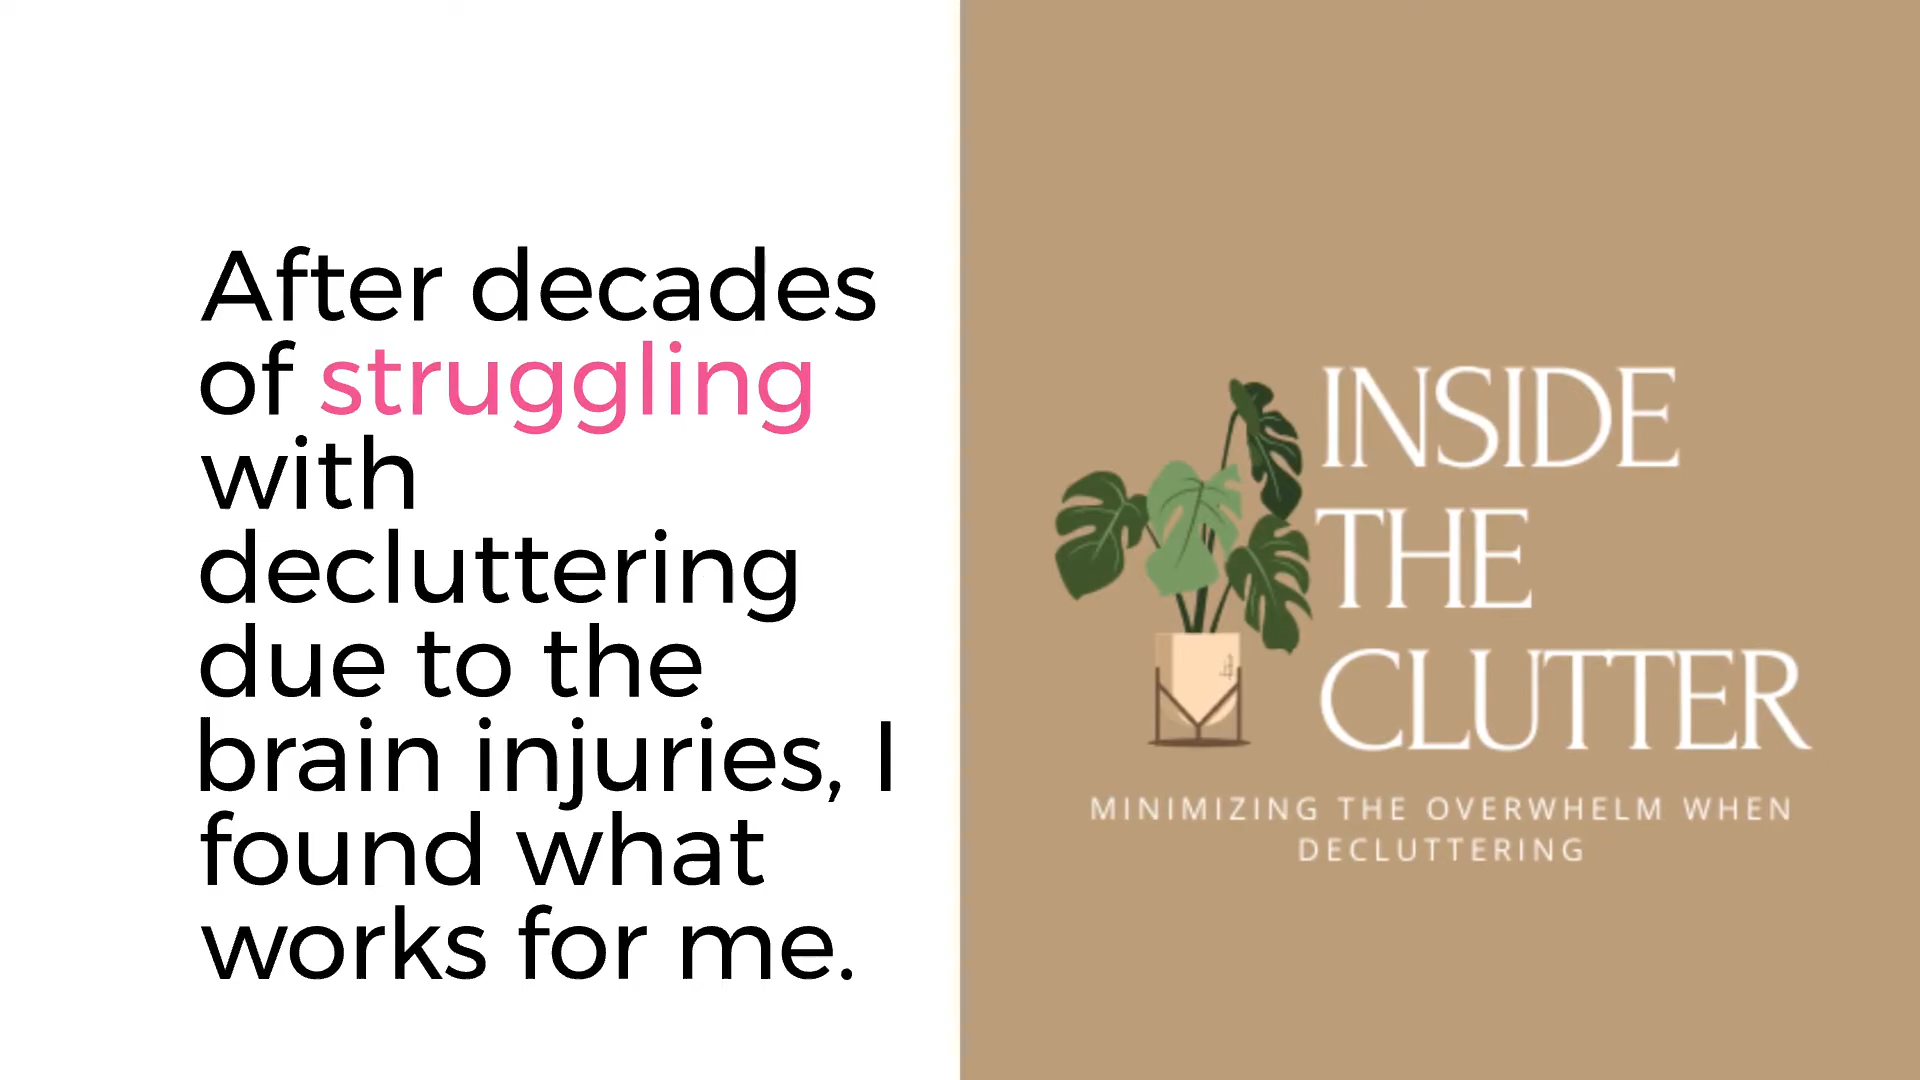 After decades
of struggling
with
decluttering
due to the
brain injuries, I
found what
works for me.
INSIDE
THE
CLUTTER
MINIMIZING THE OVERWHELM WHEN
DECLUTTERING